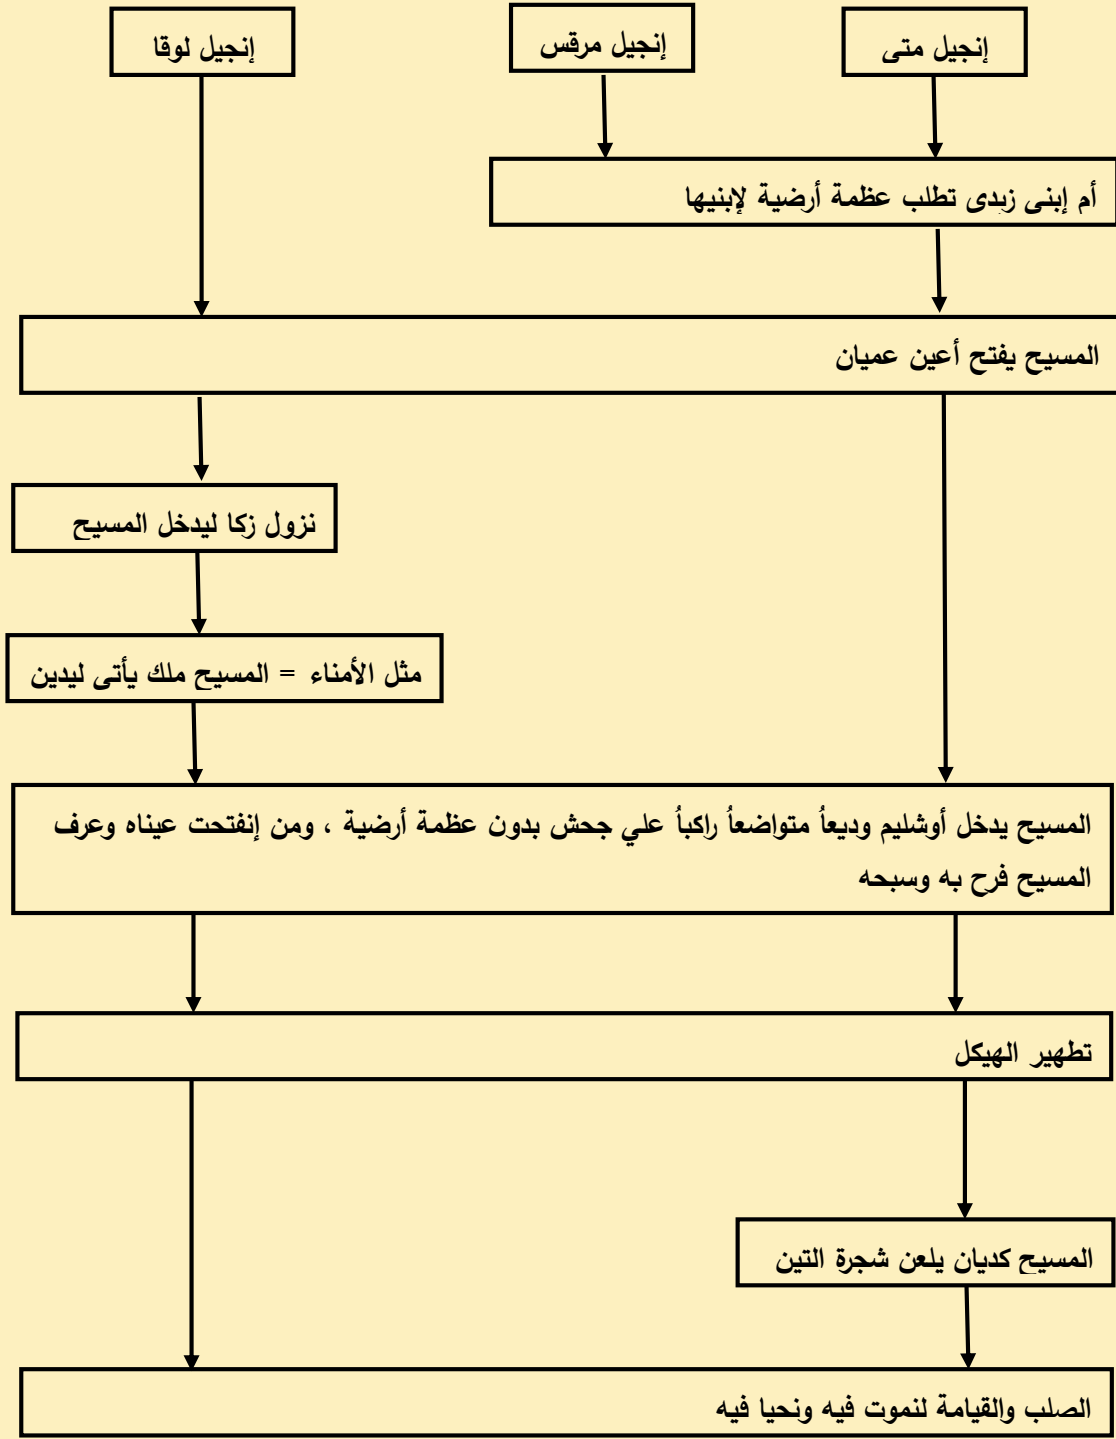 إنجيل متى
إنجيل مرقس
إنجيل لوقا
أم إبنى زبدى تطلب عظمة أرضية لإبنيها
المسيح يفتح أعين عميان
نزول زكا ليدخل المسيح
مثل الأمناء = المسيح ملك يأتى ليدين
المسيح يدخل أوشليم وديعاُ متواضعاُ راكباُ علي جحش بدون عظمة أرضية ، ومن إنفتحت عيناه وعرف
المسيح فرح به وسبحه
تطهير الهيكل
المسيح كديان يلعن شجرة التين
الصلب والقيامة لنموت فيه ونحيا فيه